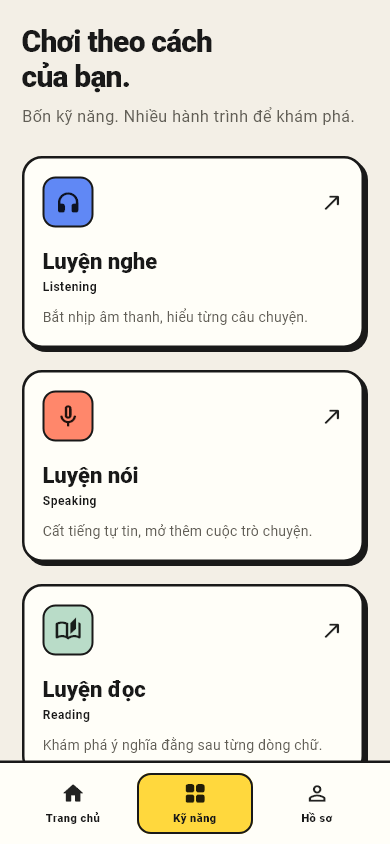 Chơi theo cách
của bạn.
Bốn kỹ năng. Nhiều hành trình để khám phá.
Luyện nghe
Listening
Bắt nhịp âm thanh, hiểu từng câu chuyện.
Luyện nói
Speaking
Cất tiếng tự tin, mở thêm cuộc trò chuyện.
Luyện đọc
Reading
Khám phá ý nghĩa đằng sau từng dòng chữ.
Trang chủ
Kỹ năng
Hồ sơ